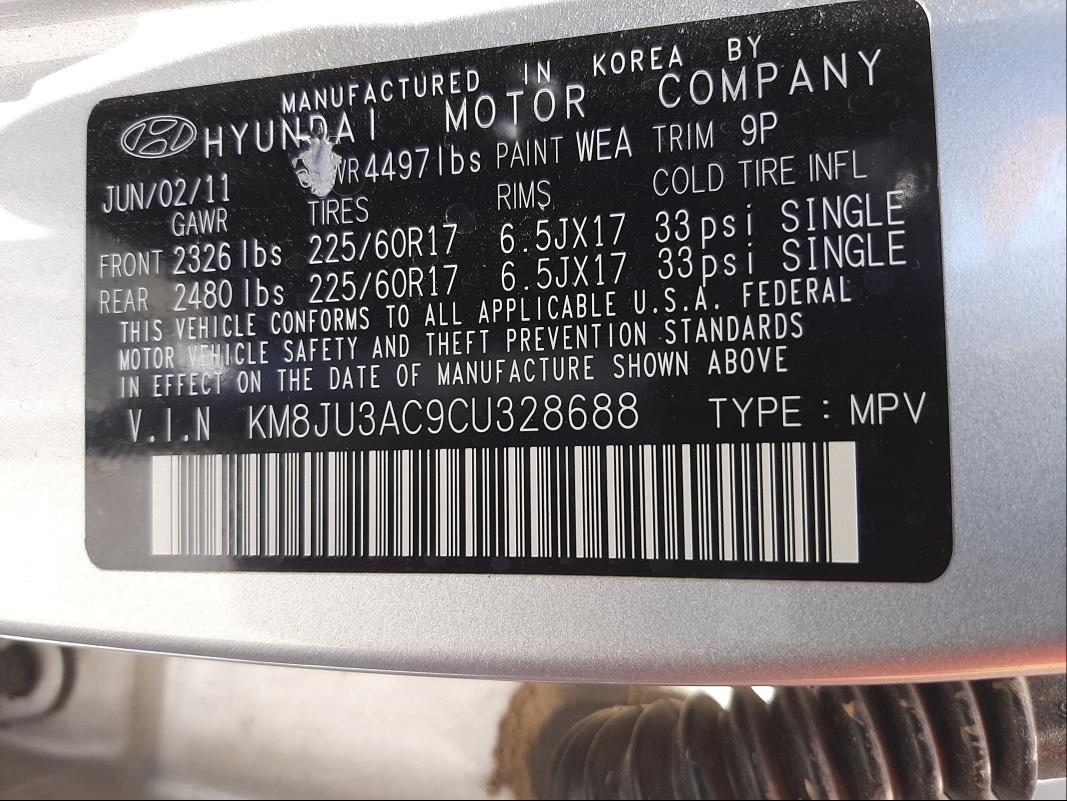 MANUFACTURED IN KOREA BY
HYUNDAI MOTOR COMPANY
JUN/02/11 4497lbs PAINT WEA TRIM 9P
GAWR TIRES RIMS COLD TIRE INFL
FRONT 2326lbs 225/60R17 6.5JX17 33psi SINGLE
REAR 2480lbs 225/60R17 6.5JX17 33psi SINGLE
THIS VEHICLE CONFORMS TO ALL APPLICABLE U.S.A. FEDERAL
MOTOR VEHICLE SAFETY AND THEFT PREVENTION STANDARDS
IN EFFECT ON THE DATE OF MANUFACTURE SHOWN ABOVE
V.I.N KM8JU3AC9CU328688 TYPE : MPV